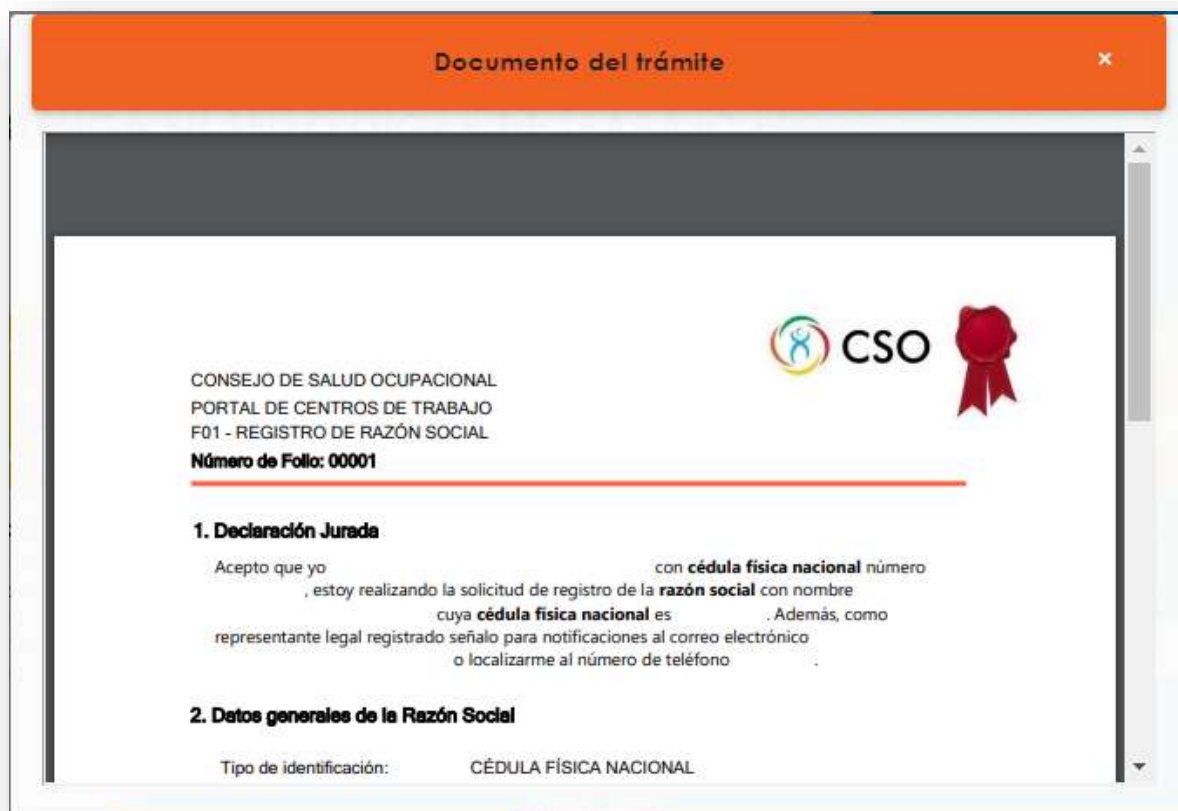 Documento del trámite ×
CSO
CONSEJO DE SALUD OCUPACIONAL
PORTAL DE CENTROS DE TRABAJO
F01 - REGISTRO DE RAZÓN SOCIAL
Número de Folio: 00001
1. Declaración Jurada
Acepto que yo con cédula física nacional número
, estoy realizando la solicitud de registro de la razón social con nombre
cuya cédula física nacional es . Además, como
representante legal registrado señalo para notificaciones al correo electrónico
o localizarme al número de teléfono .
2. Datos generales de la Razón Social
Tipo de identificación: CÉDULA FÍSICA NACIONAL